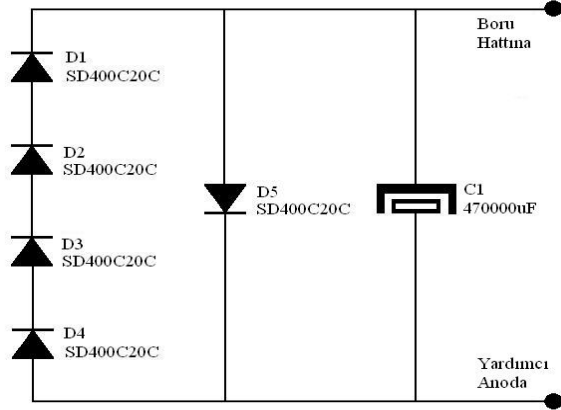 Boru
Hattına
D1
SD400C20C
D2
SD400C20C
D5
SD400C20C
C1
470000uF
D3
SD400C20C
D4
SD400C20C
Yardımcı
Anoda